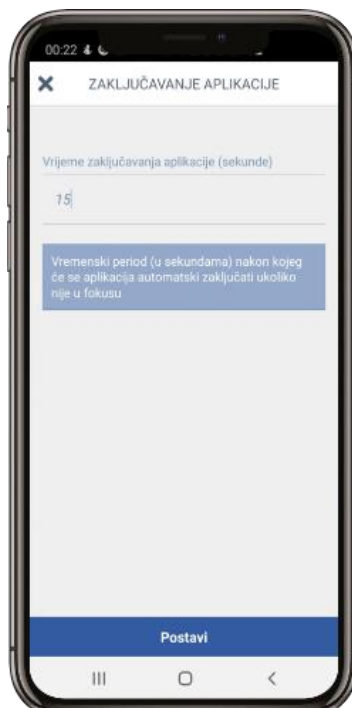 00:22
ZAKLJUČAVANJE APLIKACIJE
Vrijeme zaključavanja aplikacije (sekunde)
15
Vremenski period (u sekundama) nakon kojeg
će se aplikacija automatski zaključati ukoliko
nije u fokusu
Postavi